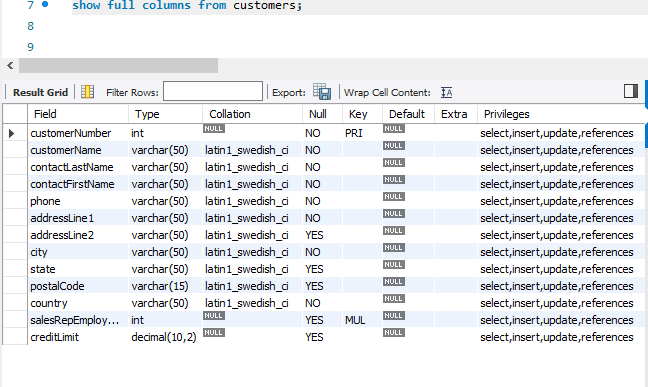 7 show full columns from customers;
8
9
Result Grid Filter Rows: Export: Wrap Cell Content: IA
Field Type Collation Null Key Default Extra Privileges
customerNumber int NULL NO PRI NULL select,insert,update,references
customerName varchar(50) latin1_swedish_ci NO NULL select,insert,update,references
contactLastName varchar(50) latin1_swedish_ci NO NULL select,insert,update,references
contactFirstName varchar(50) latin1_swedish_ci NO NULL select,insert,update,references
phone varchar(50) latin1_swedish_ci NO NULL select,insert,update,references
addressLine1 varchar(50) latin1_swedish_ci NO NULL select,insert,update,references
addressLine2 varchar(50) latin1_swedish_ci YES NULL select,insert,update,references
city varchar(50) latin1_swedish_ci NO NULL select,insert,update,references
state varchar(50) latin1_swedish_ci YES NULL select,insert,update,references
postalCode varchar(15) latin1_swedish_ci YES NULL select,insert,update,references
country varchar(50) latin1_swedish_ci NO NULL select,insert,update,references
salesRepEmploy... int NULL YES MUL NULL select,insert,update,references
creditLimit decimal(10,2) NULL YES NULL select,insert,update,references